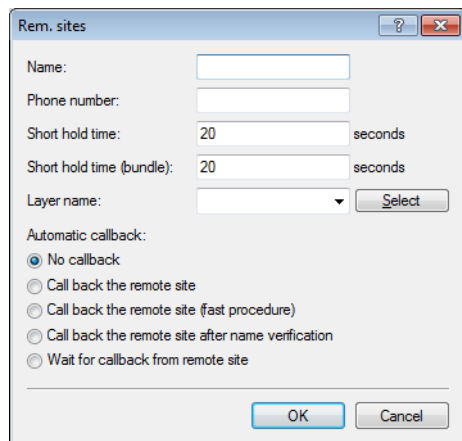 Rem. sites
?
Name:
Phone number:
Short hold time: 20 seconds
Short hold time (bundle): 20 seconds
Layer name: Select
Automatic callback:
No callback
Call back the remote site
Call back the remote site (fast procedure)
Call back the remote site after name verification
Wait for callback from remote site
OK Cancel